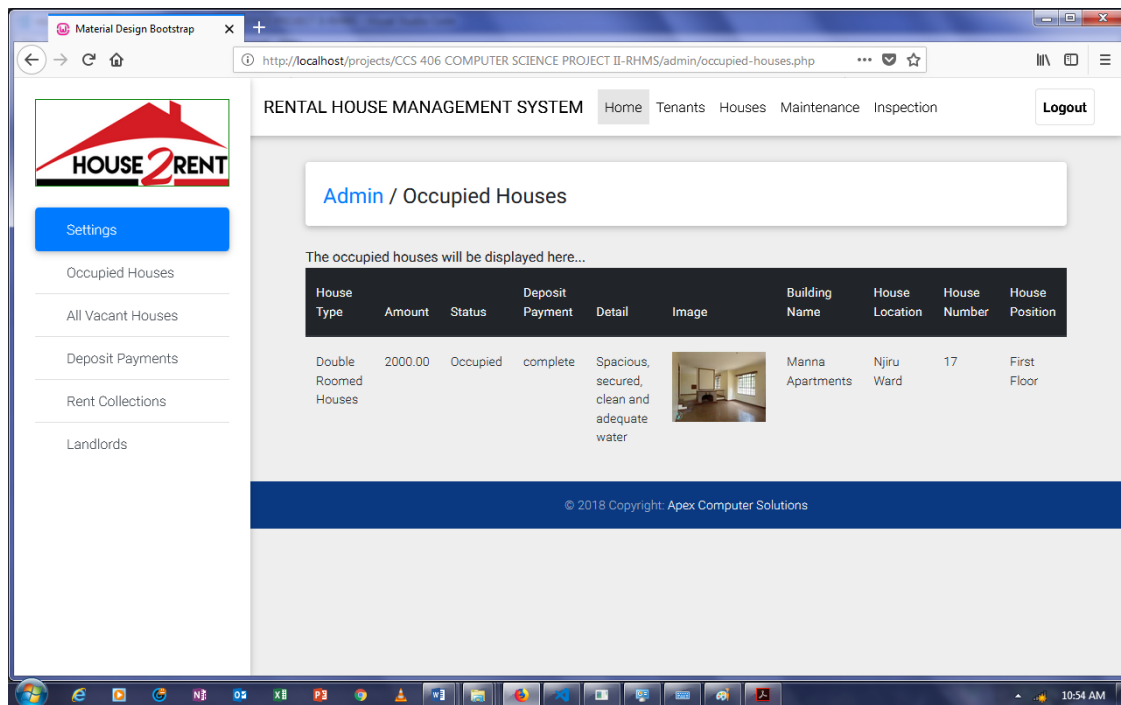 Material Design Bootstrap
http://localhost/projects/CCS 406 COMPUTER SCIENCE PROJECT II-RHMS/admin/occupied-houses.php
HOUSE 2 RENT
RENTAL HOUSE MANAGEMENT SYSTEM Home Tenants Houses Maintenance Inspection Logout
Settings
Occupied Houses
All Vacant Houses
Deposit Payments
Rent Collections
Landlords
Admin / Occupied Houses
The occupied houses will be displayed here...
House Type Amount Status Deposit Payment Detail Image Building Name House Location House Number House Position
Double Roomed Houses 2000.00 Occupied complete Spacious, secured, clean and adequate water Manna Apartments Njiru Ward 17 First Floor
© 2018 Copyright: Apex Computer Solutions
10:54 AM